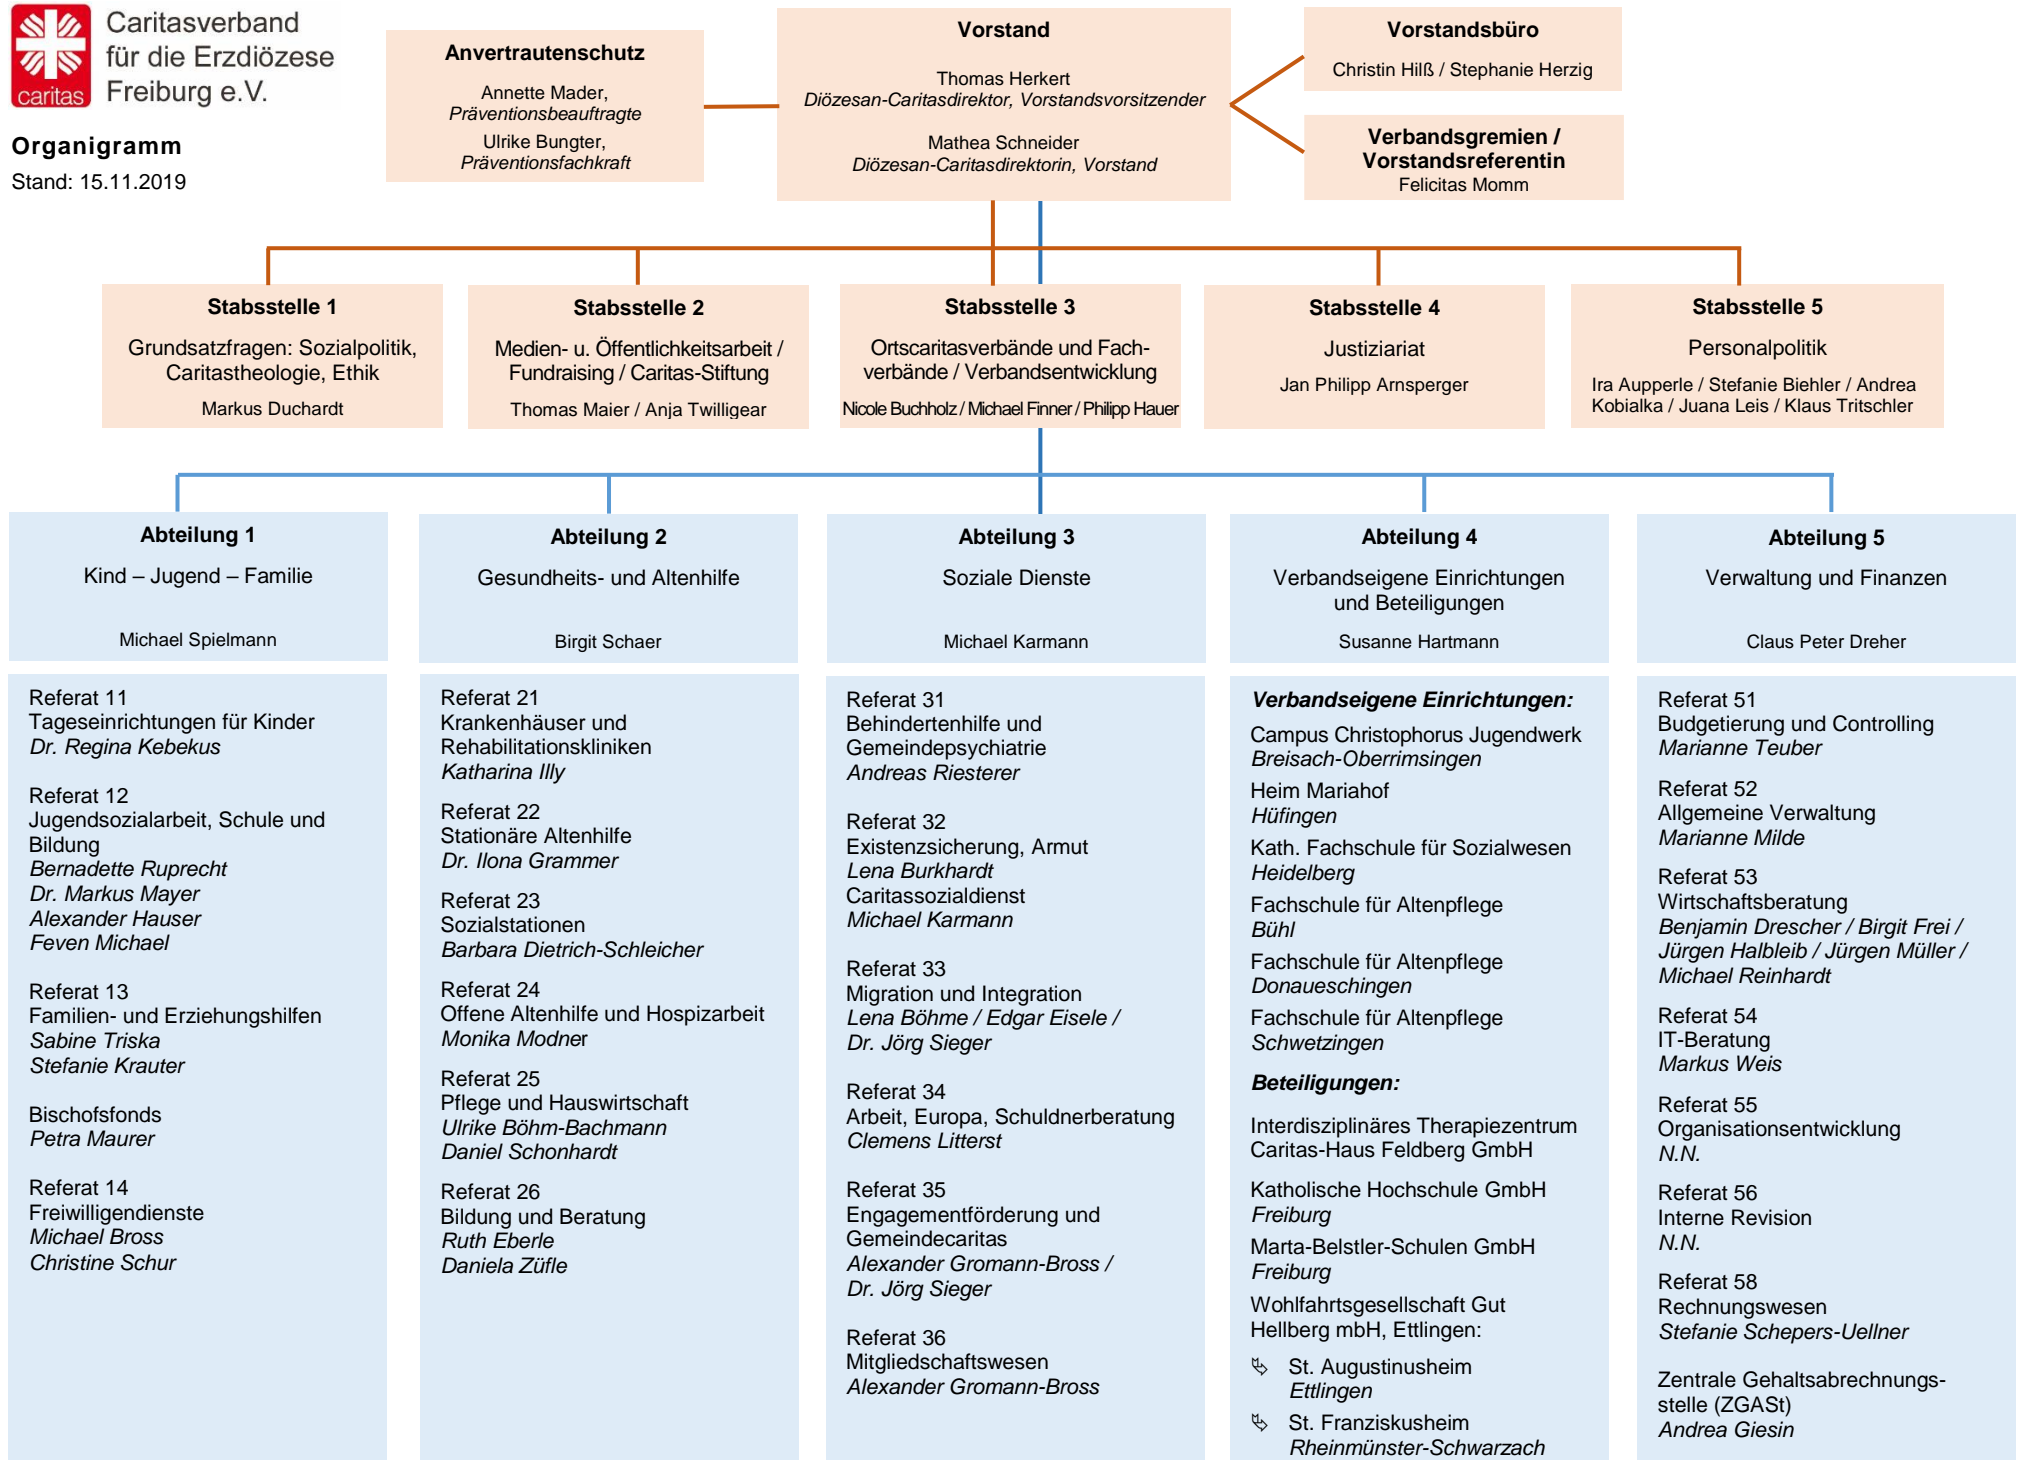 Caritasverband
für die Erzdiözese
Freiburg e.V.
caritas
Organigramm
Stand: 15.11.2019
Anvertrautenschutz
Annette Mader,
Präventionsbeauftragte
Ulrike Bungter,
Präventionsfachkraft
Vorstand
Thomas Herkert
Diözesan-Caritasdirektor, Vorstandsvorsitzender
Mathea Schneider
Diözesan-Caritasdirektorin, Vorstand
Vorstandsbüro
Christin Hilß / Stephanie Herzig
Verbandsgremien /
Vorstandsreferentin
Felicitas Momm
Stabsstelle 1
Grundsatzfragen: Sozialpolitik,
Caritastheologie, Ethik
Markus Duchardt
Stabsstelle 2
Medien- u. Öffentlichkeitsarbeit /
Fundraising / Caritas-Stiftung
Thomas Maier / Anja Twilligear
Stabsstelle 3
Ortscaritasverbände und Fach-
verbände / Verbandsentwicklung
Nicole Buchholz / Michael Finner / Philipp Hauer
Stabsstelle 4
Justiziariat
Jan Philipp Arnsperger
Stabsstelle 5
Personalpolitik
Ira Aupperle / Stefanie Biehler / Andrea
Kobialka / Juana Leis / Klaus Tritschler
Abteilung 1
Kind – Jugend – Familie
Michael Spielmann
Referat 11
Tageseinrichtungen für Kinder
Dr. Regina Kebekus
Referat 12
Jugendsozialarbeit, Schule und
Bildung
Bernadette Ruprecht
Dr. Markus Mayer
Alexander Hauser
Feven Michael
Referat 13
Familien- und Erziehungshilfen
Sabine Triska
Stefanie Krauter
Bischofsfonds
Petra Maurer
Referat 14
Freiwilligendienste
Michael Bross
Christine Schur
Abteilung 2
Gesundheits- und Altenhilfe
Birgit Schaer
Referat 21
Krankenhäuser und
Rehabilitationskliniken
Katharina Illy
Referat 22
Stationäre Altenhilfe
Dr. Ilona Grammer
Referat 23
Sozialstationen
Barbara Dietrich-Schleicher
Referat 24
Offene Altenhilfe und Hospizarbeit
Monika Modner
Referat 25
Pflege und Hauswirtschaft
Ulrike Böhm-Bachmann
Daniel Schonhardt
Referat 26
Bildung und Beratung
Ruth Eberle
Daniela Züfle
Abteilung 3
Soziale Dienste
Michael Karmann
Referat 31
Behindertenhilfe und
Gemeindepsychiatrie
Andreas Riesterer
Referat 32
Existenzsicherung, Armut
Lena Burkhardt
Caritassozialdienst
Michael Karmann
Referat 33
Migration und Integration
Lena Böhme / Edgar Eisele /
Dr. Jörg Sieger
Referat 34
Arbeit, Europa, Schuldnerberatung
Clemens Litterst
Referat 35
Engagementförderung und
Gemeindecaritas
Alexander Gromann-Bross /
Dr. Jörg Sieger
Referat 36
Mitgliedschaftswesen
Alexander Gromann-Bross
Abteilung 4
Verbandseigene Einrichtungen
und Beteiligungen
Susanne Hartmann
Verbandseigene Einrichtungen:
Campus Christophorus Jugendwerk
Breisach-Oberrimsingen
Heim Mariahof
Hüfingen
Kath. Fachschule für Sozialwesen
Heidelberg
Fachschule für Altenpflege
Bühl
Fachschule für Altenpflege
Donaueschingen
Fachschule für Altenpflege
Schwetzingen
Beteiligungen:
Interdisziplinäres Therapiezentrum
Caritas-Haus Feldberg GmbH
Katholische Hochschule GmbH
Freiburg
Marta-Belstler-Schulen GmbH
Freiburg
Wohlfahrtsgesellschaft Gut
Hellberg mbH, Ettlingen:
St. Augustinusheim
Ettlingen
St. Franziskusheim
Rheinmünster-Schwarzach
Abteilung 5
Verwaltung und Finanzen
Claus Peter Dreher
Referat 51
Budgetierung und Controlling
Marianne Teuber
Referat 52
Allgemeine Verwaltung
Marianne Milde
Referat 53
Wirtschaftsberatung
Benjamin Drescher / Birgit Frei /
Jürgen Halbleib / Jürgen Müller /
Michael Reinhardt
Referat 54
IT-Beratung
Markus Weis
Referat 55
Organisationsentwicklung
N.N.
Referat 56
Interne Revision
N.N.
Referat 58
Rechnungswesen
Stefanie Schepers-Uellner
Zentrale Gehaltsabrechnungs-
stelle (ZGASt)
Andrea Giesin